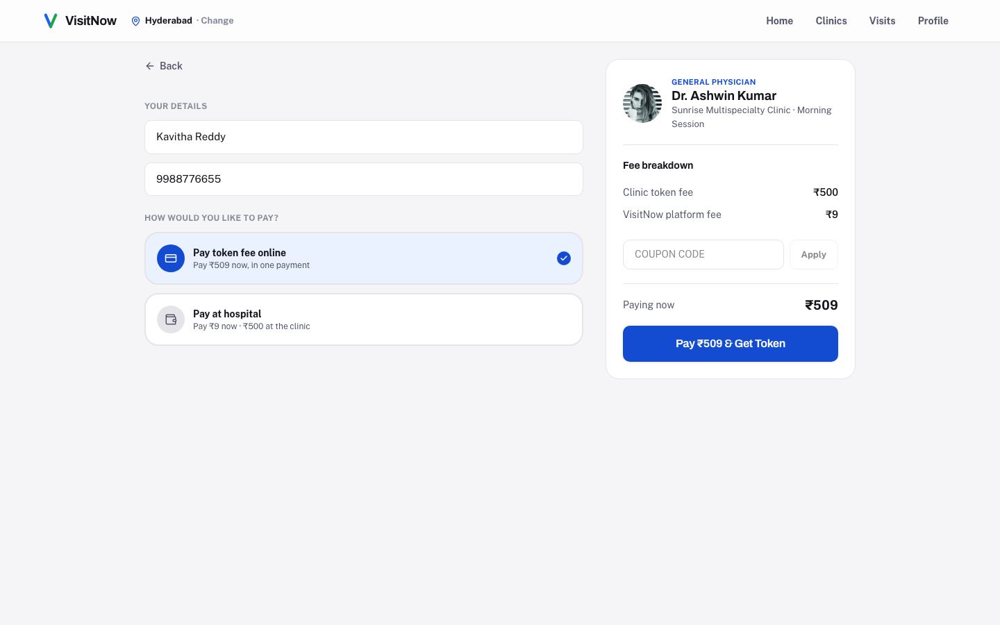 VisitNow
Hyderabad · Change
Home
Clinics
Visits
Profile
Back
YOUR DETAILS
Kavitha Reddy
9988776655
HOW WOULD YOU LIKE TO PAY?
Pay token fee online
Pay ₹509 now, in one payment
Pay at hospital
Pay ₹9 now · ₹500 at the clinic
GENERAL PHYSICIAN
Dr. Ashwin Kumar
Sunrise Multispecialty Clinic · Morning
Session
Fee breakdown
Clinic token fee ₹500
VisitNow platform fee ₹9
COUPON CODE
Apply
Paying now ₹509
Pay ₹509 & Get Token